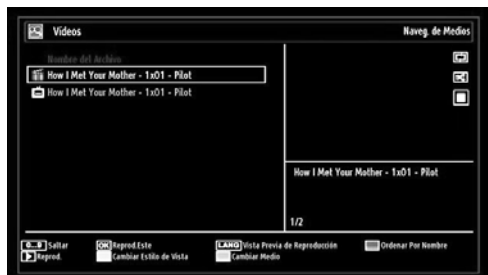 Vídeos
Naveg. de Medios
Nombre del Archivo
How I Met Your Mother - 1x01 - Pilot
How I Met Your Mother - 1x01 - Pilot
How I Met Your Mother - 1x01 - Pilot
1/2
0...9 Saltar OK Reprod.Este LANG Vista Previa de Reproducción Ordenar Por Nombre
Reprod. Cambiar Estilo de Vista Cambiar Medio